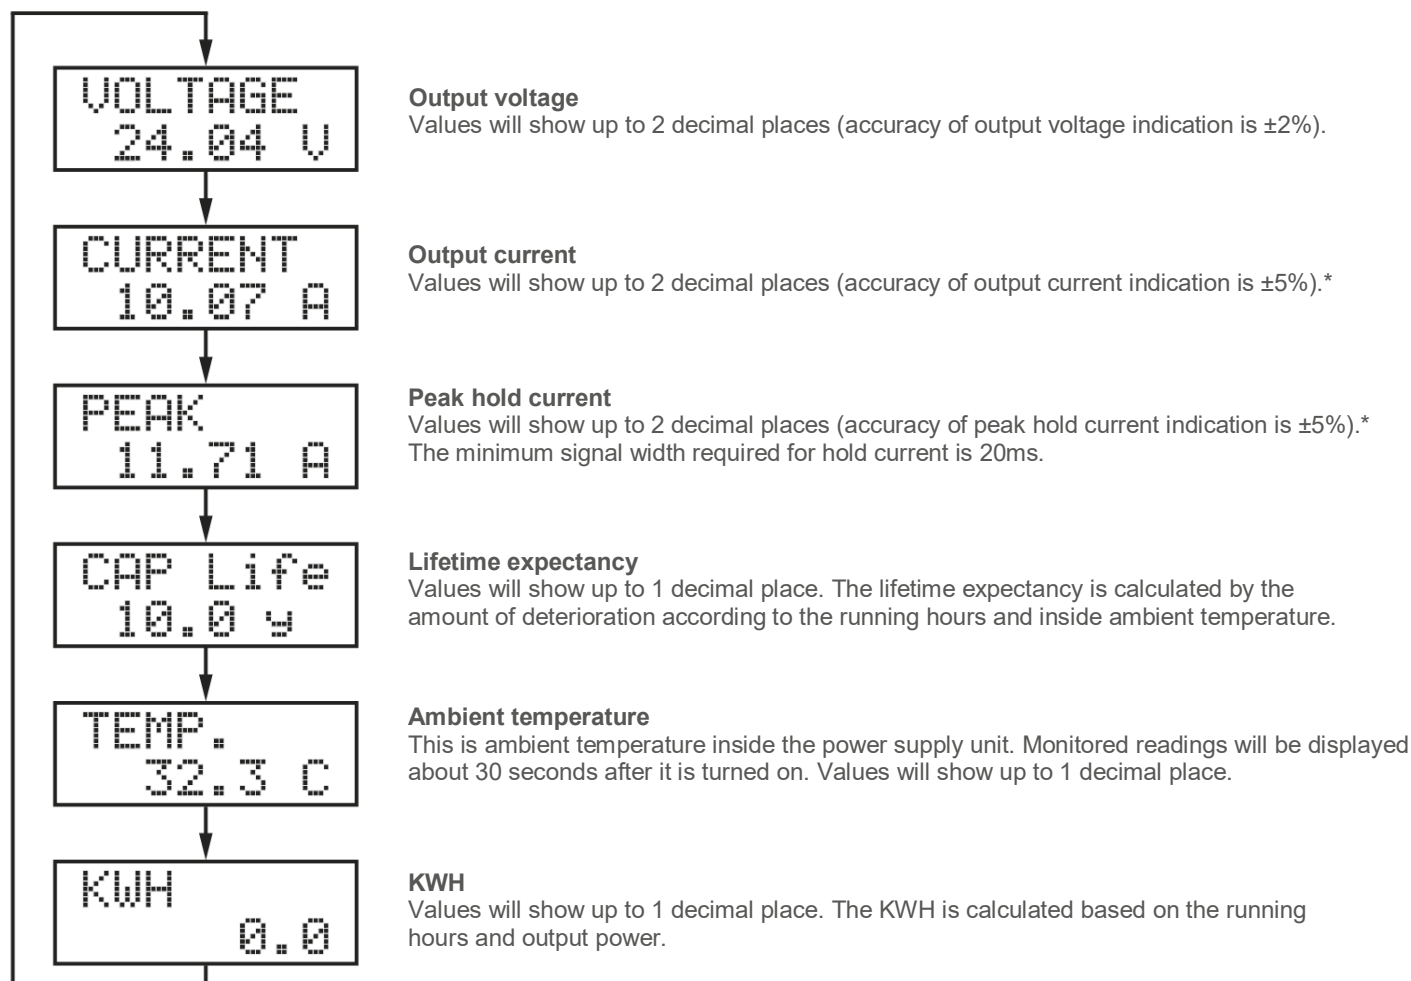 VOLTAGE
24.04 V
Output voltage
Values will show up to 2 decimal places (accuracy of output voltage indication is ±2%).
CURRENT
10.07 A
Output current
Values will show up to 2 decimal places (accuracy of output current indication is ±5%).*
PEAK
11.71 A
Peak hold current
Values will show up to 2 decimal places (accuracy of peak hold current indication is ±5%).*
The minimum signal width required for hold current is 20ms.
CAP Life
10.0 y
Lifetime expectancy
Values will show up to 1 decimal place. The lifetime expectancy is calculated by the
amount of deterioration according to the running hours and inside ambient temperature.
TEMP.
32.3 C
Ambient temperature
This is ambient temperature inside the power supply unit. Monitored readings will be displayed
about 30 seconds after it is turned on. Values will show up to 1 decimal place.
KWH
0.0
KWH
Values will show up to 1 decimal place. The KWH is calculated based on the running
hours and output power.